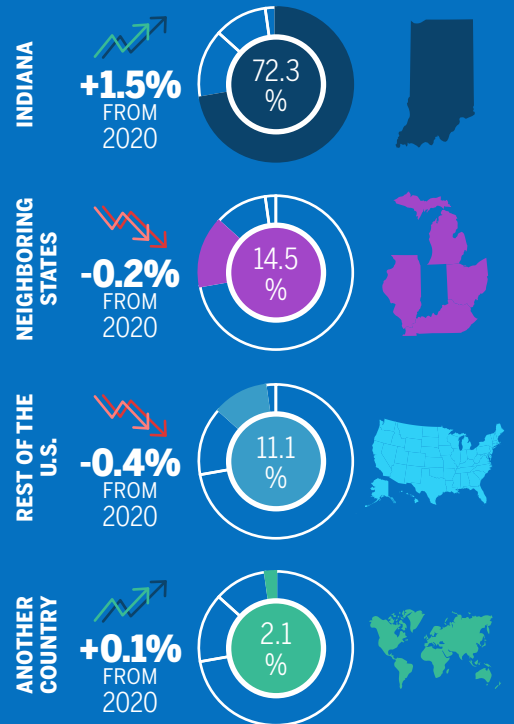 INDIANA
+1.5%
FROM
2020
72.3
%
NEIGHBORING
STATES
-0.2%
FROM
2020
14.5
%
REST OF THE
U.S.
-0.4%
FROM
2020
11.1
%
ANOTHER
COUNTRY
+0.1%
FROM
2020
2.1
%